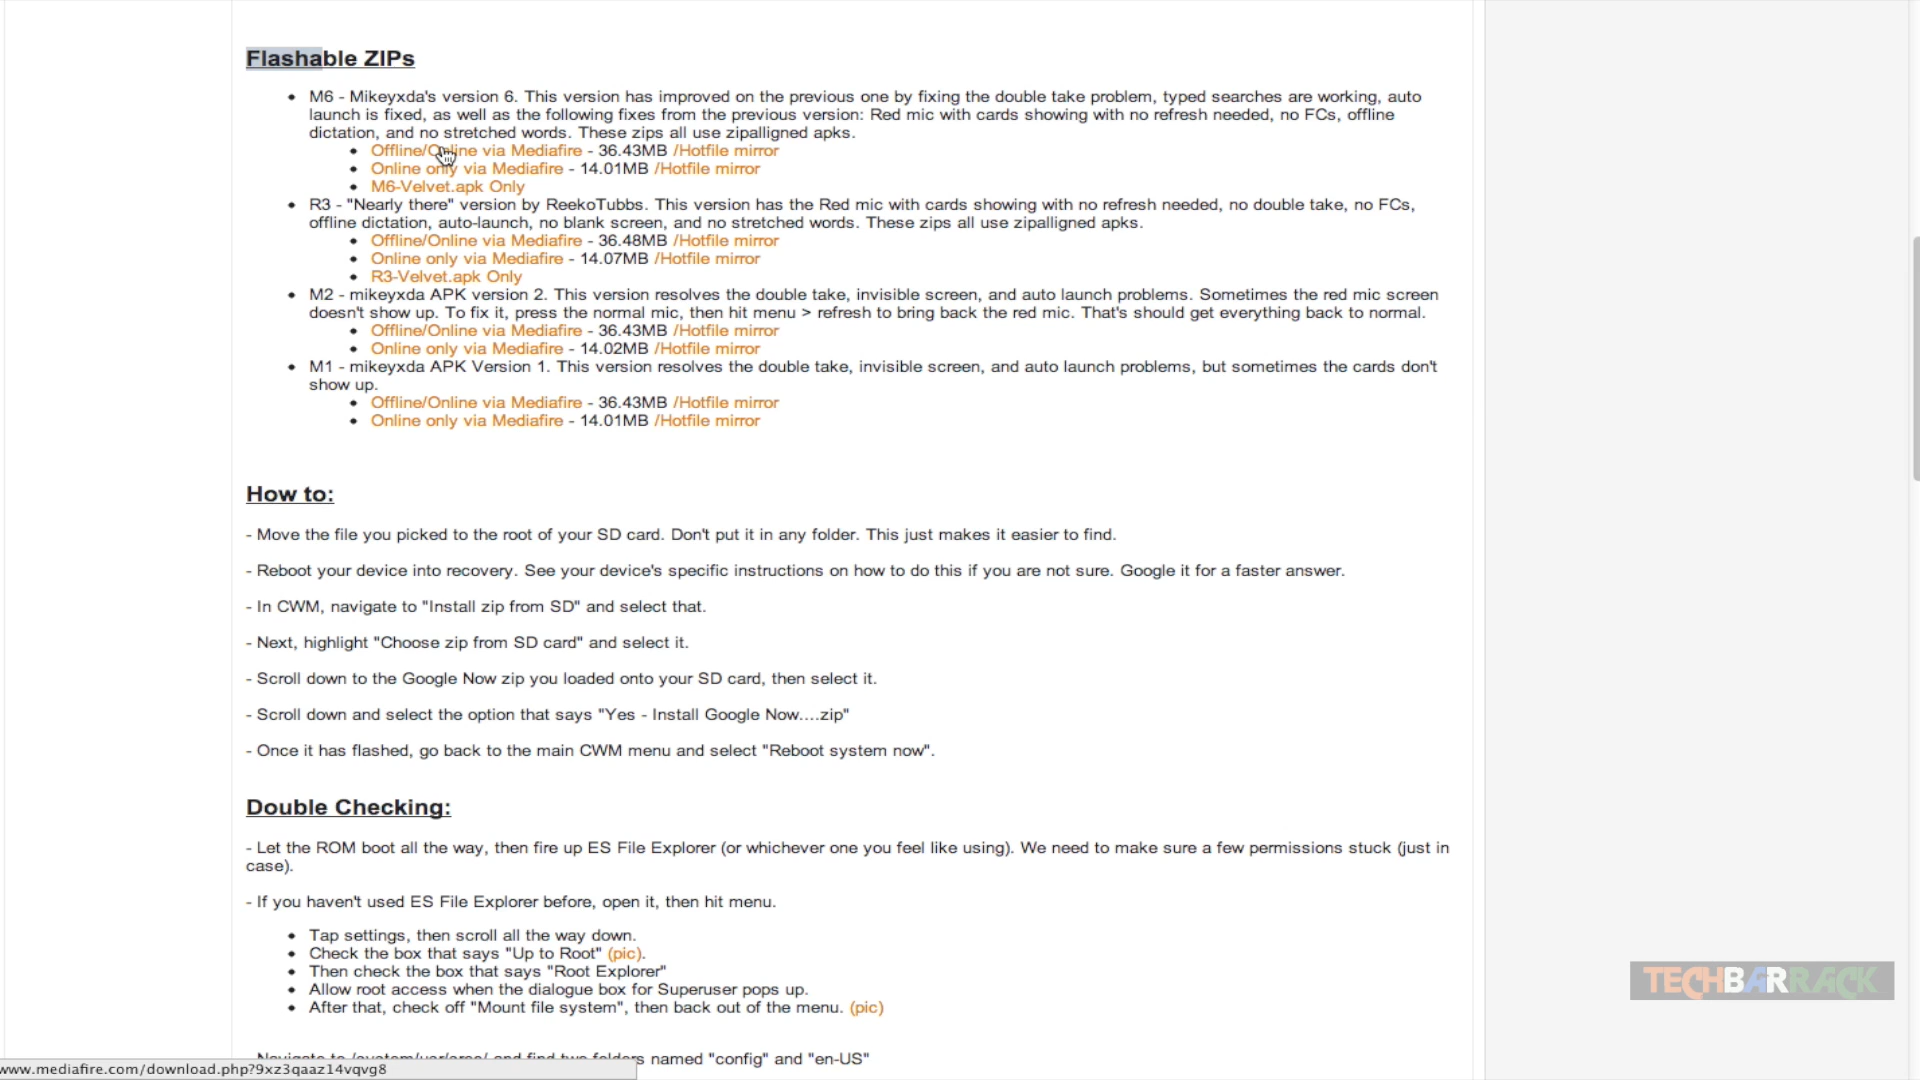 Flashable ZIPs
• M6 - Mikeyxda's version 6. This version has improved on the previous one by fixing the double take problem, typed searches are working, auto
launch is fixed, as well as the following fixes from the previous version: Red mic with cards showing with no refresh needed, no FCs, offline
dictation, and no stretched words. These zips all use zipalligned apks.
• Offline/Online via Mediafire - 36.43MB /Hotfile mirror
• Online only via Mediafire - 14.01MB /Hotfile mirror
• M6-Velvet.apk Only
• R3 - "Nearly there" version by ReekoTubbs. This version has the Red mic with cards showing with no refresh needed, no double take, no FCs,
offline dictation, auto-launch, no blank screen, and no stretched words. These zips all use zipalligned apks.
• Offline/Online via Mediafire - 36.48MB /Hotfile mirror
• Online only via Mediafire - 14.07MB /Hotfile mirror
• R3-Velvet.apk Only
• M2 - mikeyxda APK version 2. This version resolves the double take, invisible screen, and auto launch problems. Sometimes the red mic screen
doesn't show up. To fix it, press the normal mic, then hit menu > refresh to bring back the red mic. That's should get everything back to normal.
• Offline/Online via Mediafire - 36.43MB /Hotfile mirror
• Online only via Mediafire - 14.02MB /Hotfile mirror
• M1 - mikeyxda APK Version 1. This version resolves the double take, invisible screen, and auto launch problems, but sometimes the cards don't
show up.
• Offline/Online via Mediafire - 36.43MB /Hotfile mirror
• Online only via Mediafire - 14.01MB /Hotfile mirror
How to:
- Move the file you picked to the root of your SD card. Don't put it in any folder. This just makes it easier to find.
- Reboot your device into recovery. See your device's specific instructions on how to do this if you are not sure. Google it for a faster answer.
- In CWM, navigate to "Install zip from SD" and select that.
- Next, highlight "Choose zip from SD card" and select it.
- Scroll down to the Google Now zip you loaded onto your SD card, then select it.
- Scroll down and select the option that says "Yes - Install Google Now....zip"
- Once it has flashed, go back to the main CWM menu and select "Reboot system now".
Double Checking:
- Let the ROM boot all the way, then fire up ES File Explorer (or whichever one you feel like using). We need to make sure a few permissions stuck (just in
case).
- If you haven't used ES File Explorer before, open it, then hit menu.
• Tap settings, then scroll all the way down.
• Check the box that says "Up to Root" (pic).
• Then check the box that says "Root Explorer"
• Allow root access when the dialogue box for Superuser pops up.
• After that, check off "Mount file system", then back out of the menu. (pic)
TECHBARRACK
named "config" and "en-US"
www.mediafire.com/download.php?9xz3qaaz14vqvg8